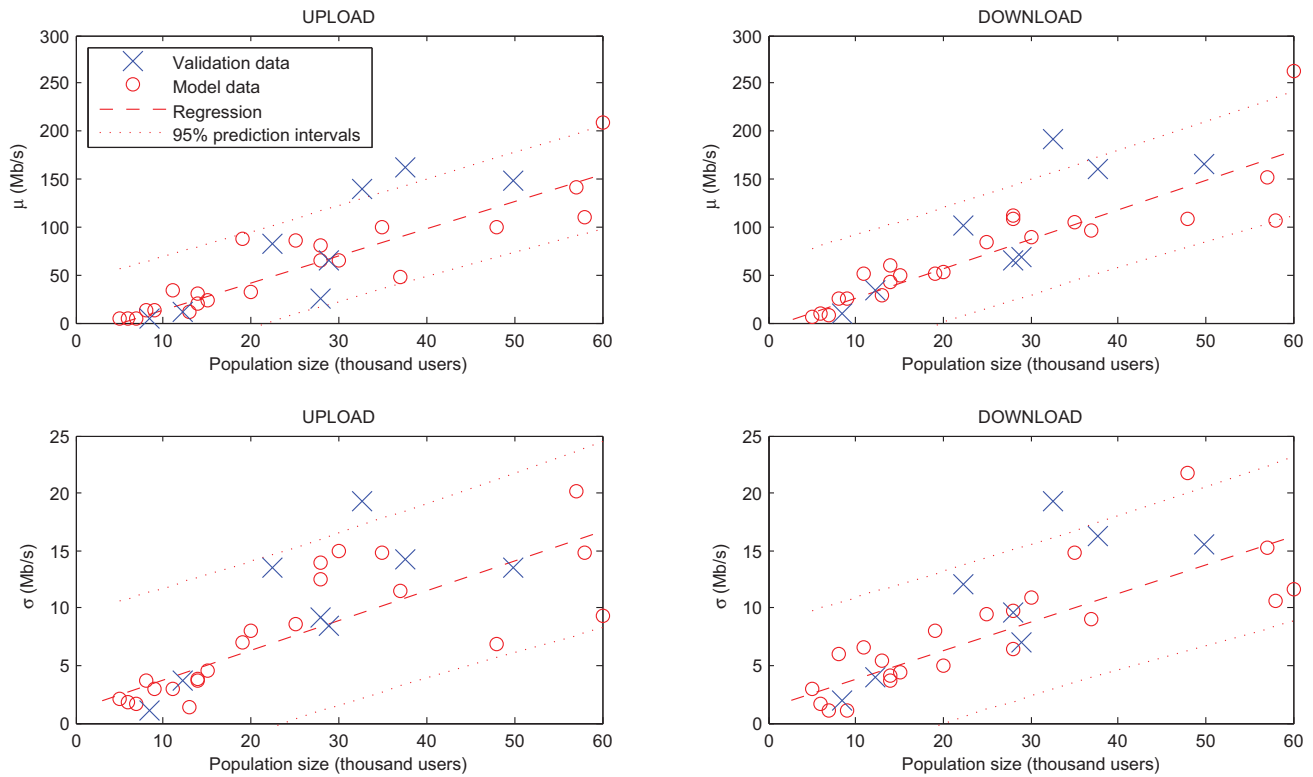 UPLOAD
300
250
200
150
100
50
0
μ (Mb/s)
Validation data
Model data
Regression
95% prediction intervals
0 10 20 30 40 50 60
Population size (thousand users)
DOWNLOAD
300
250
200
150
100
50
0
μ (Mb/s)
0 10 20 30 40 50 60
Population size (thousand users)
UPLOAD
25
20
15
10
5
0
σ (Mb/s)
0 10 20 30 40 50 60
Population size (thousand users)
DOWNLOAD
25
20
15
10
5
0
σ (Mb/s)
0 10 20 30 40 50 60
Population size (thousand users)